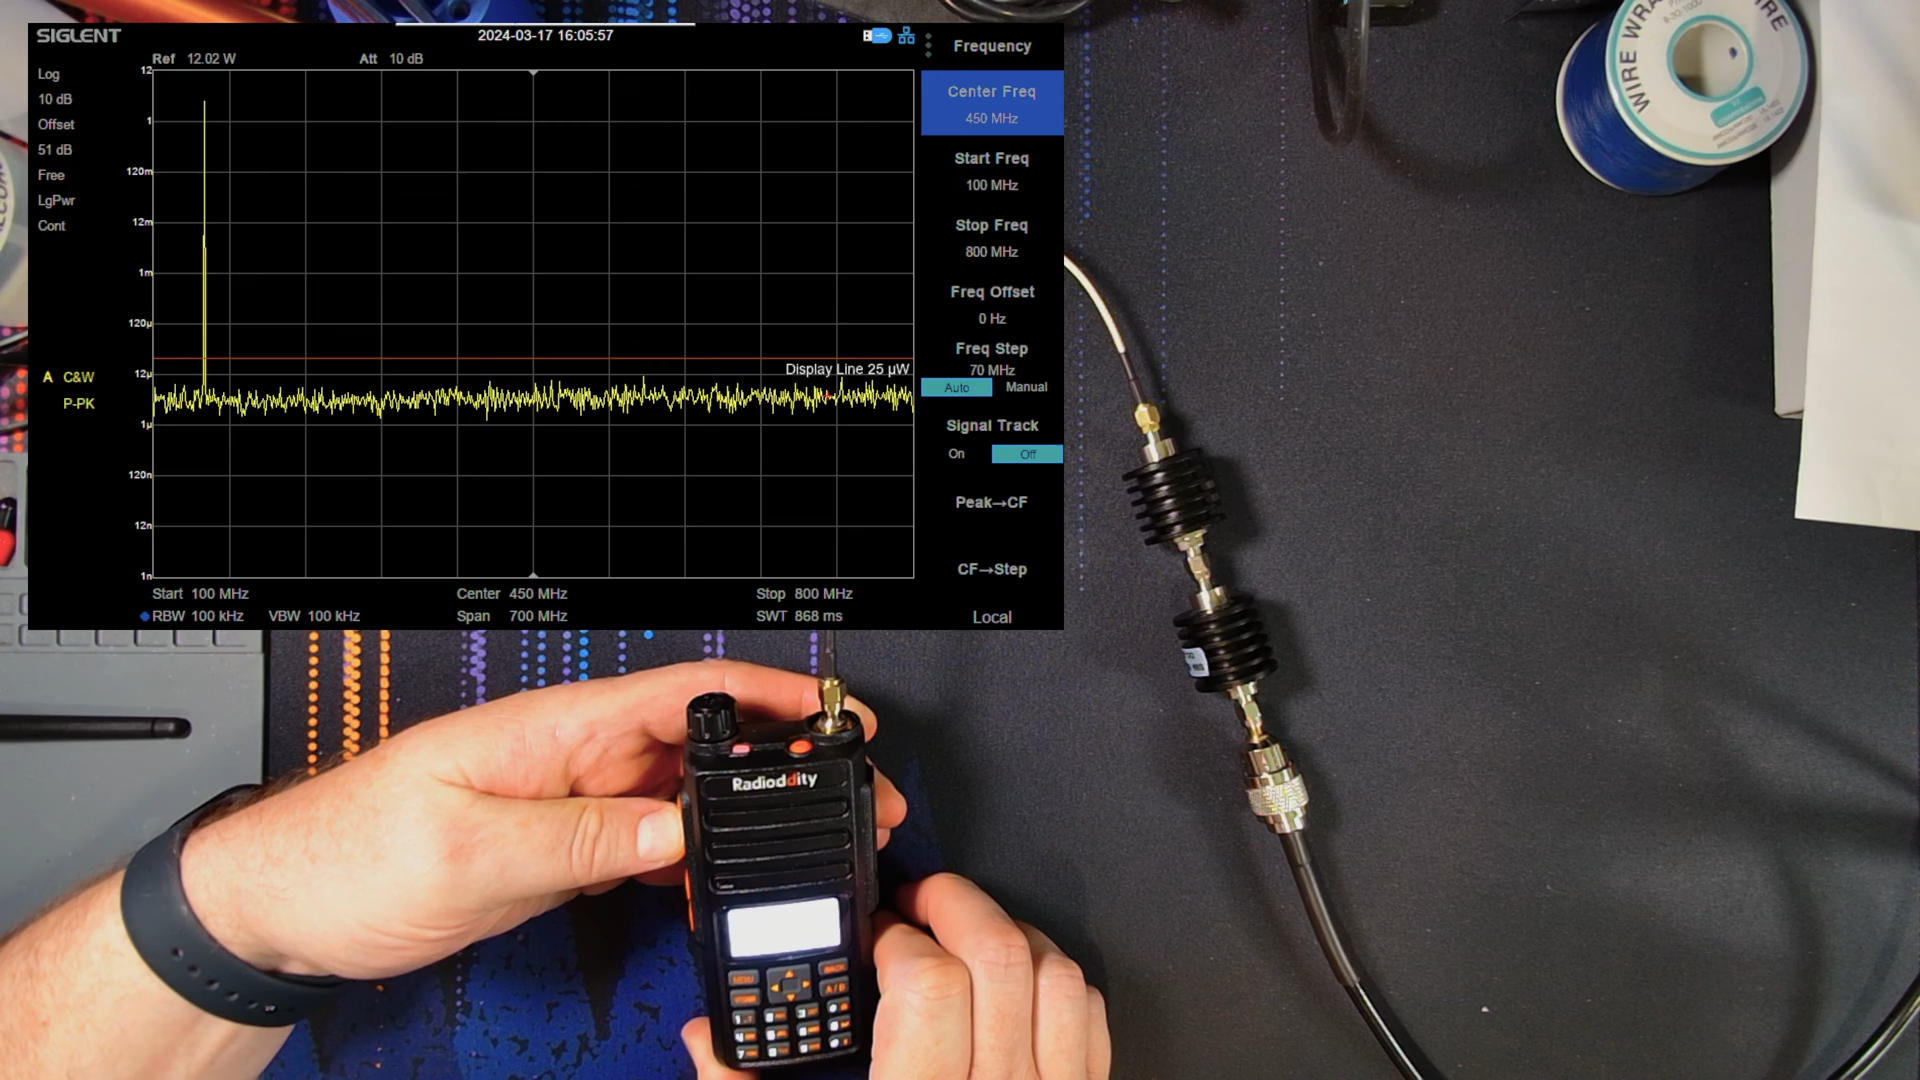 SIGLENT
2024-03-17 16:05:57
Frequency
Ref 12.02 W
Att 10 dB
Log
10 dB
Offset
51 dB
Free
LgPwr
Cont
A C&W
P-PK
12
1
120m
12m
1m
120µ
12µ
1µ
120n
12n
1n
Display Line 25 µW
Center Freq
450 MHz
Start Freq
100 MHz
Stop Freq
800 MHz
Freq Offset
0 Hz
Freq Step
70 MHz
Auto Manual
Signal Track
On Off
Peak→CF
CF→Step
Local
Start 100 MHz
Center 450 MHz
Stop 800 MHz
RBW 100 kHz
VBW 100 kHz
Span 700 MHz
SWT 868 ms
WIRE WRA
IRE
Radioddity
MENU
BACK
A/B